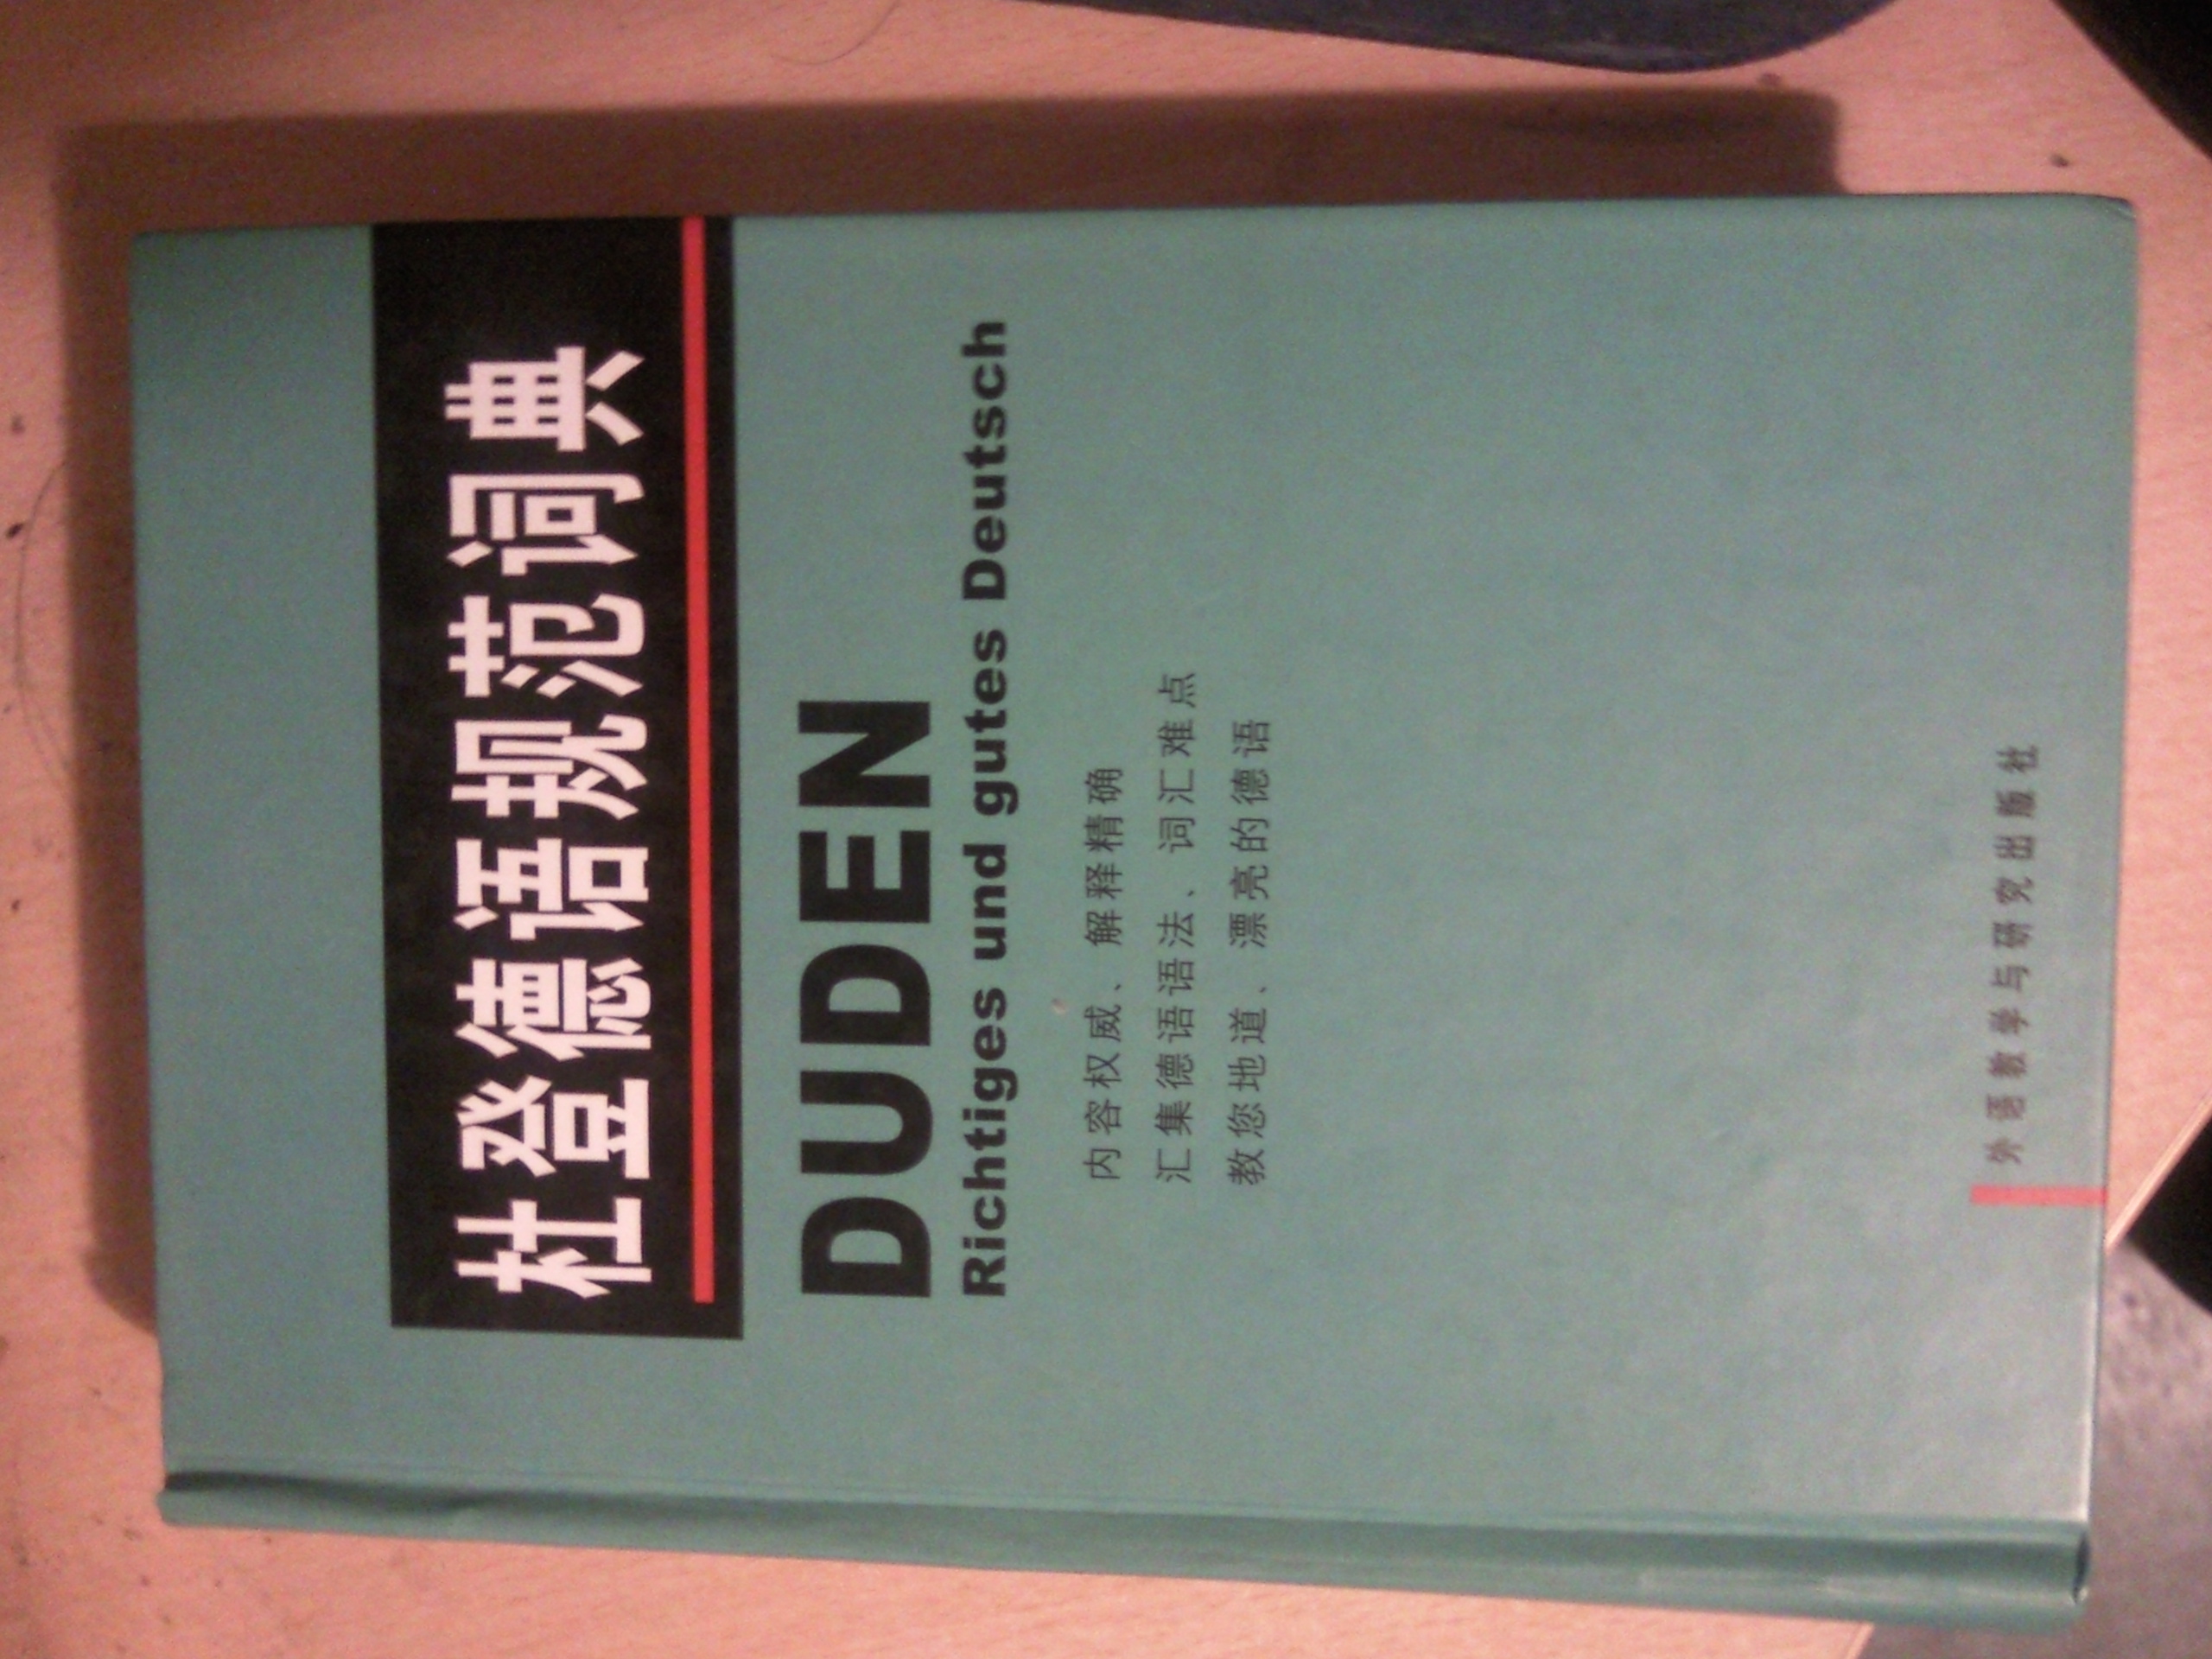 杜登德语规范词典
DUDEN
Richtiges und gutes Deutsch
内容权威、解释精确
汇集德语语法、词汇难点
教您地道、漂亮的德语
外语教学与研究出版社